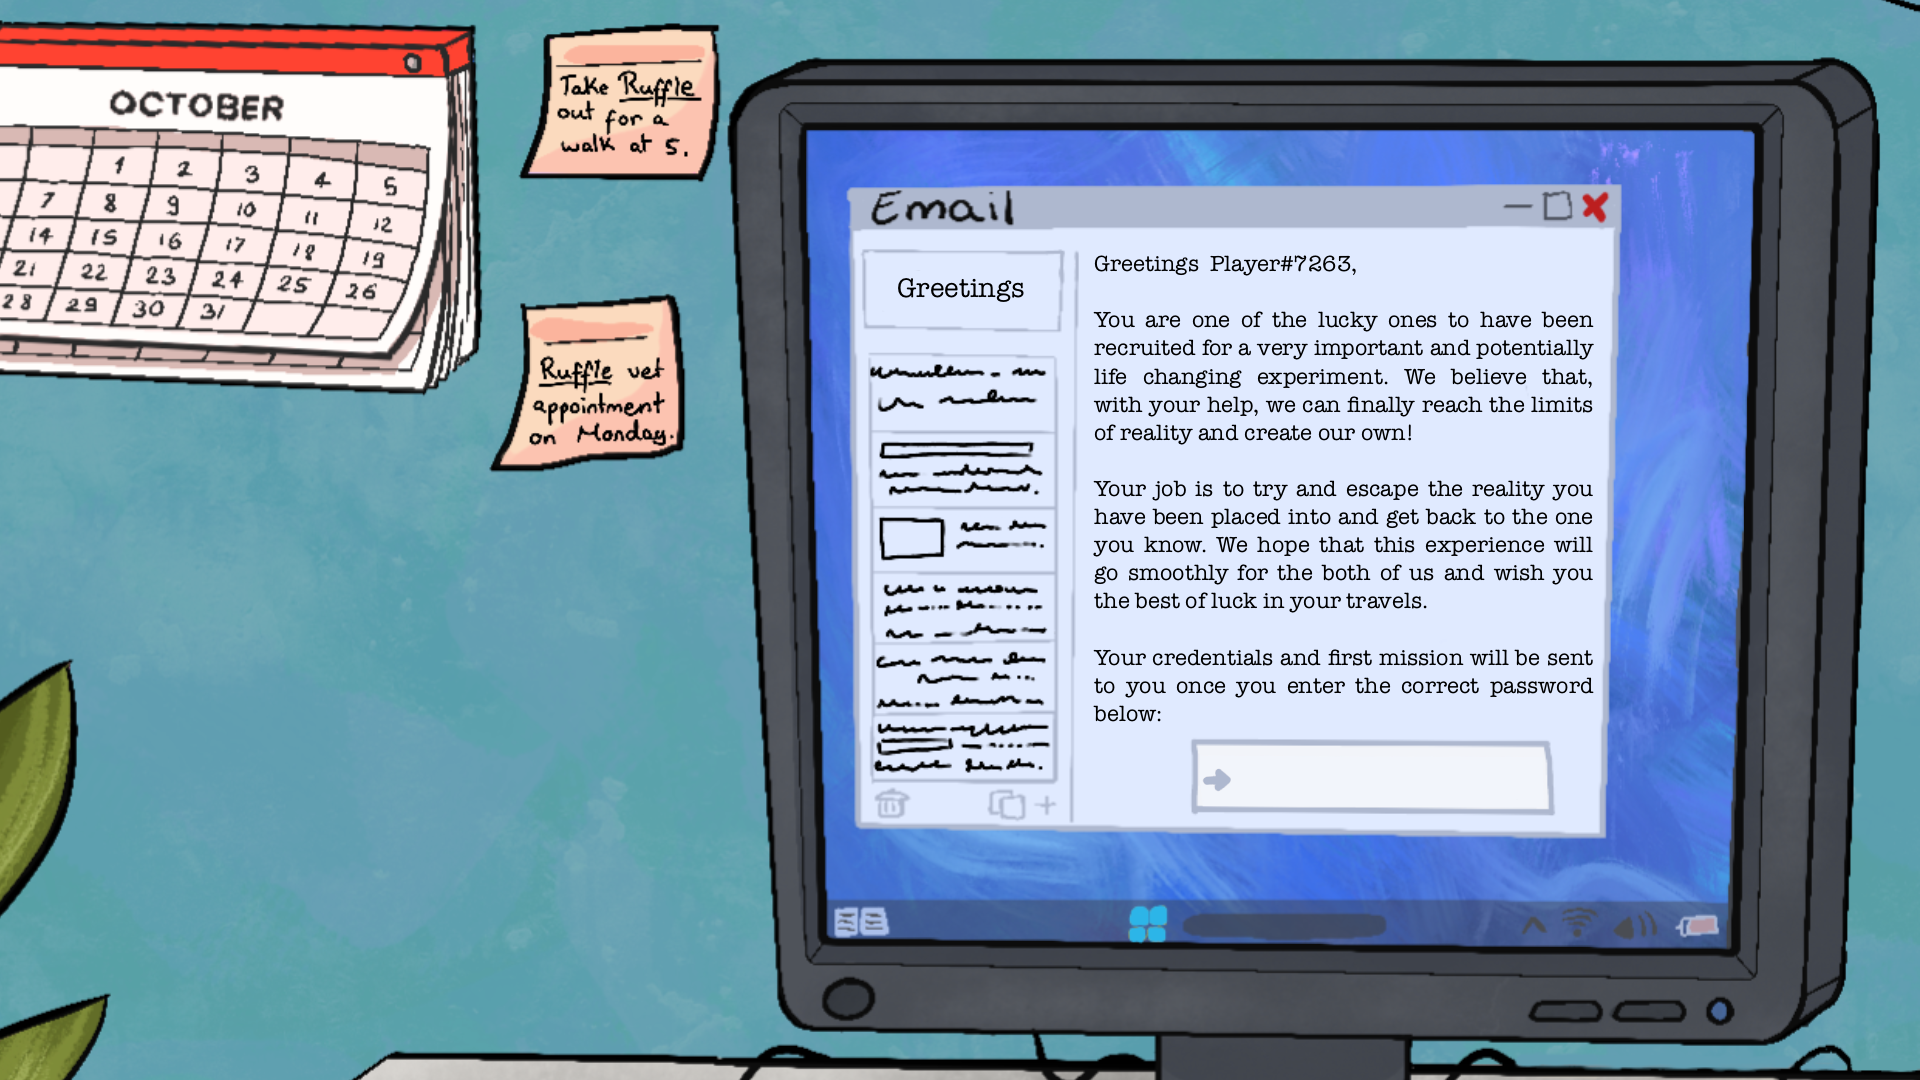 OCTOBER
1 2 3 4 5
7 8 9 10 11 12
14 15 16 17 18 19
21 22 23 24 25 26
28 29 30 31
Take Ruffle
out for a
walk at 5.
Ruffle vet
appointment
on Monday.
Email
Greetings
Greetings Player#7263,
You are one of the lucky ones to have been
recruited for a very important and potentially
life changing experiment. We believe that,
with your help, we can finally reach the limits
of reality and create our own!
Your job is to try and escape the reality you
have been placed into and get back to the one
you know. We hope that this experience will
go smoothly for the both of us and wish you
the best of luck in your travels.
Your credentials and first mission will be sent
to you once you enter the correct password
below: